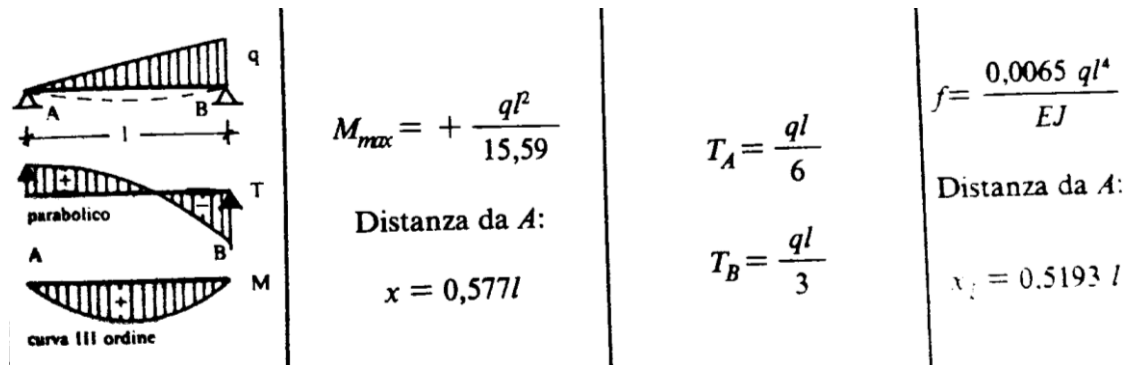 q
A B
l
+ T
-
parabolico
A B
M
+
curva III ordine
M_max = + ql²/15,59
Distanza da A:
x = 0,577l
T_A = ql/6
T_B = ql/3
f = 0,0065 ql⁴/EJ
Distanza da A:
x_f = 0.5193 l